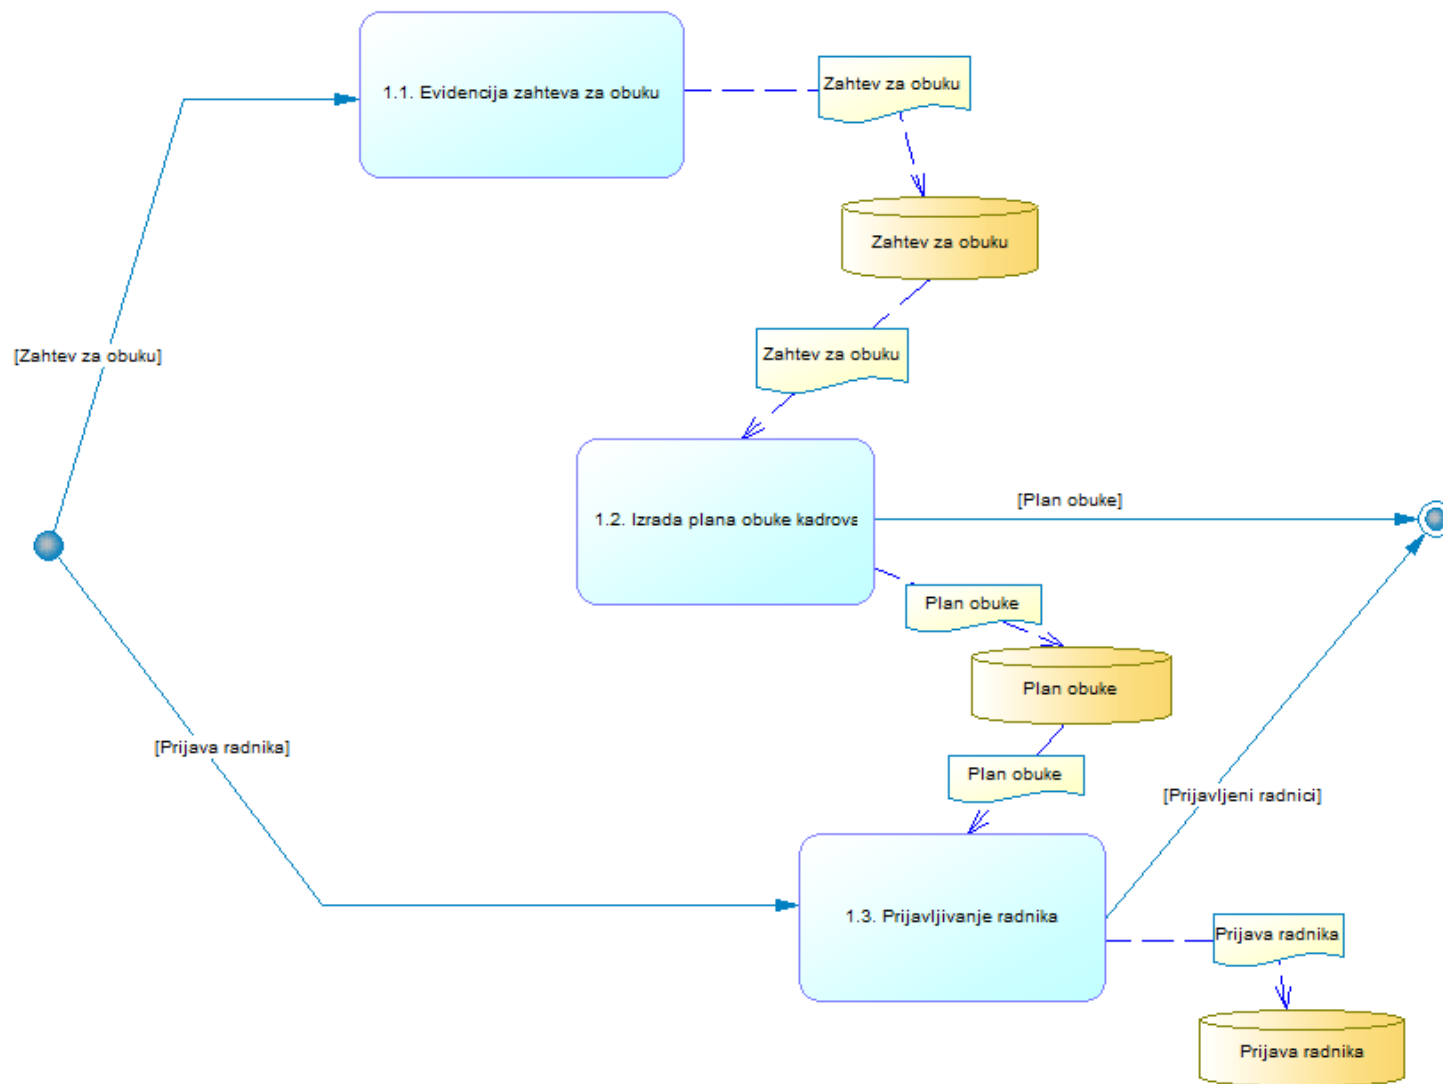 1.1. Evidencija zahteva za obuku
Zahtev za obuku
Zahtev za obuku
[Zahtev za obuku]
Zahtev za obuku
1.2. Izrada plana obuke kadrova
[Plan obuke]
Plan obuke
Plan obuke
[Prijava radnika]
Plan obuke
[Prijavljeni radnici]
1.3. Prijavljivanje radnika
Prijava radnika
Prijava radnika